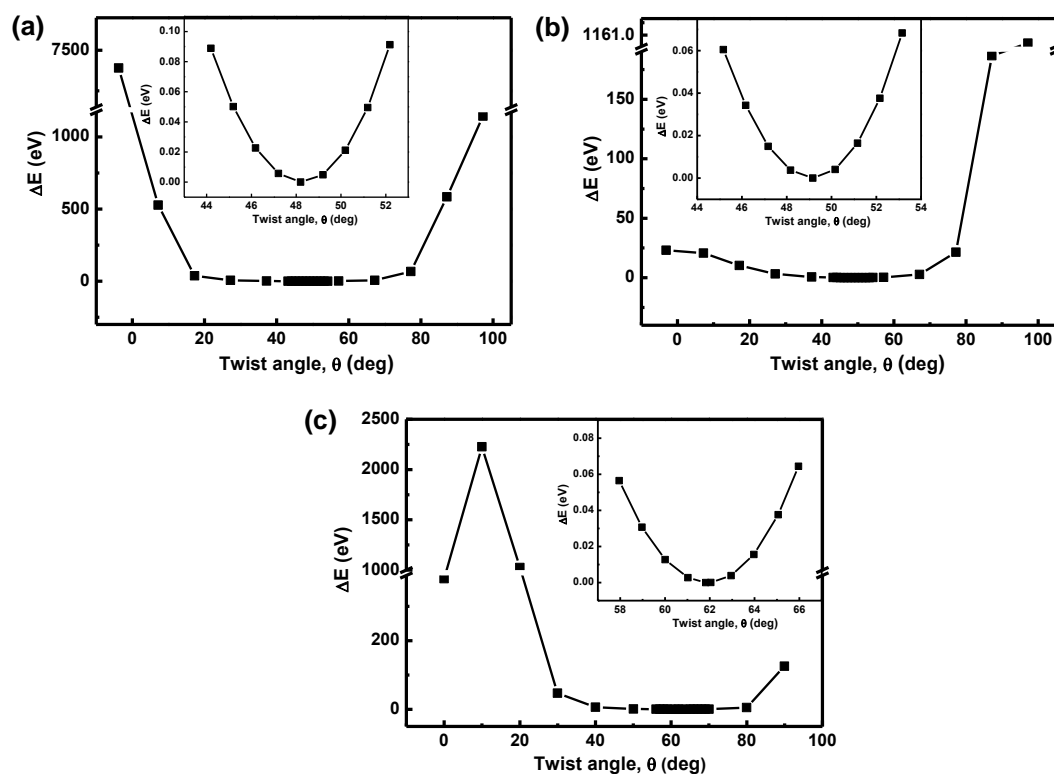 (a)
7500
1000
500
0
ΔE (eV)
0 20 40 60 80 100
Twist angle, θ (deg)
0.10
0.08
0.06
0.04
0.02
0.00
ΔE (eV)
44 46 48 50 52
Twist angle, θ (deg)
(b)
1161.0
150
100
50
0
ΔE (eV)
0 20 40 60 80 100
Twist angle, θ (deg)
0.06
0.04
0.02
0.00
ΔE (eV)
44 46 48 50 52 54
Twist angle, θ (deg)
(c)
2500
2000
1500
1000
200
0
ΔE (eV)
0 20 40 60 80 100
Twist angle, θ (deg)
0.08
0.06
0.04
0.02
0.00
ΔE (eV)
58 60 62 64 66
Twist angle, θ (deg)